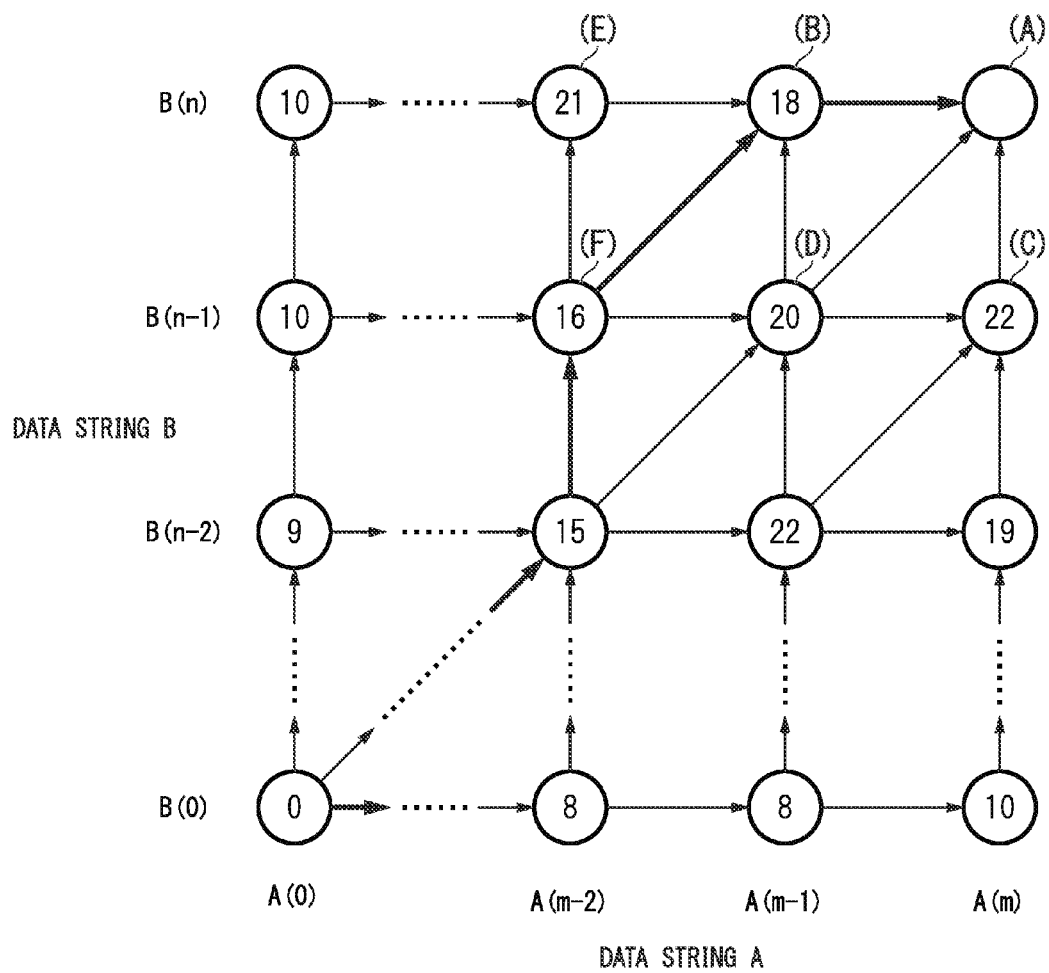 (E) (B) (A)
B(n) 10 21 18
(F) (D) (C)
B(n-1) 10 16 20 22
DATA STRING B
B(n-2) 9 15 22 19
B(0) 0 8 8 10
A(0) A(m-2) A(m-1) A(m)
DATA STRING A